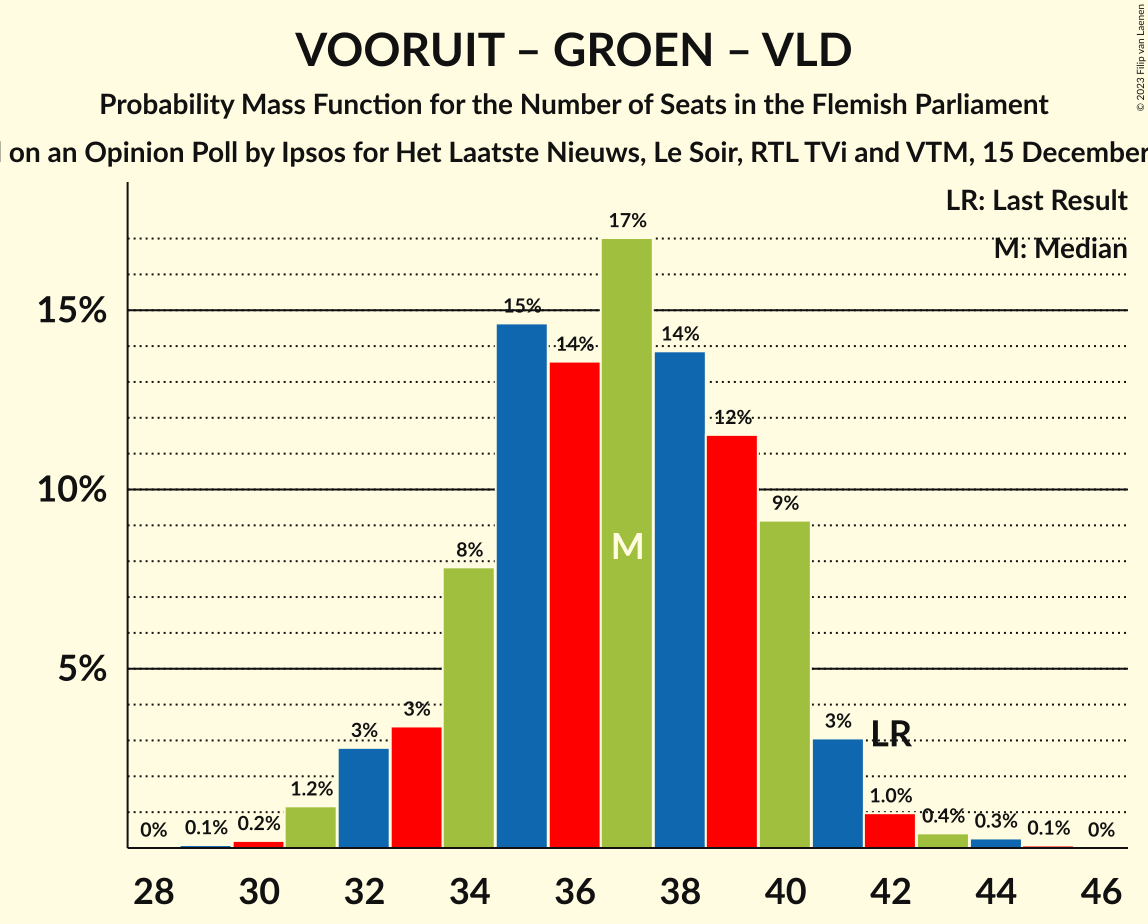 VOORUIT – GROEN – VLD
Probability Mass Function for the Number of Seats in the Flemish Parliament
on an Opinion Poll by Ipsos for Het Laatste Nieuws, Le Soir, RTL TVi and VTM, 15 December
© 2023 Filip van Laenen
LR: Last Result
M: Median
17%
15%
15%
14%
14%
12%
10%
9%
8%
M
5%
3%
3%
3%
LR
1.2%
1.0%
0%
0.1%
0.2%
0.4%
0.3%
0.1%
0%
28 30 32 34 36 38 40 42 44 46